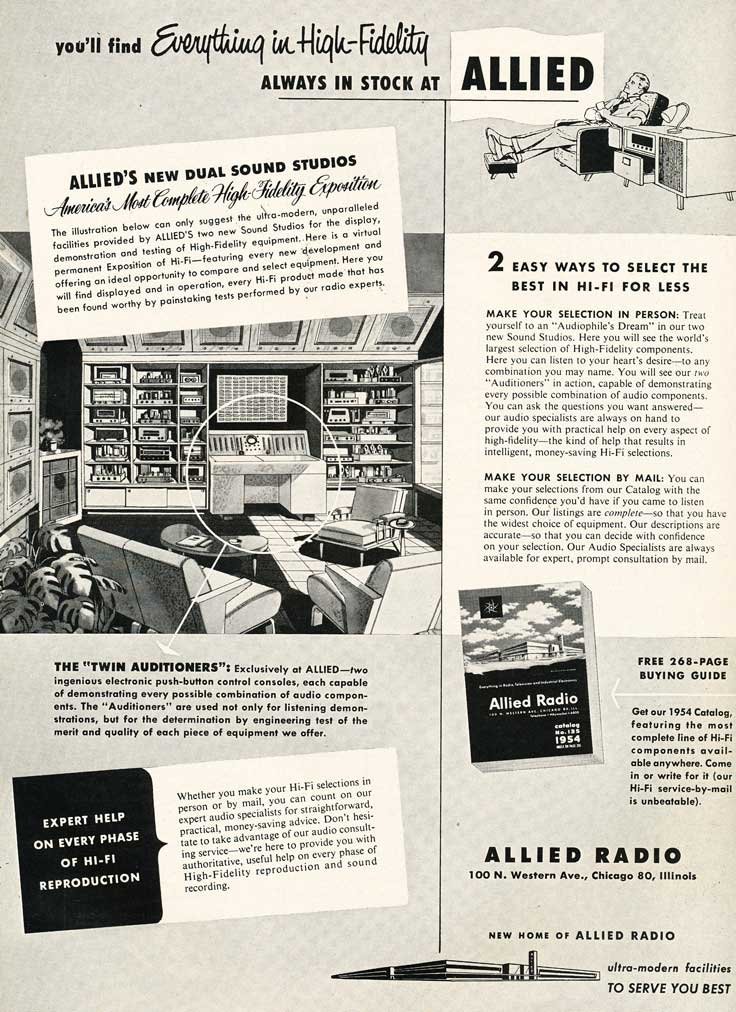 you'll find Everything in High-Fidelity
ALWAYS IN STOCK AT
ALLIED
ALLIED'S NEW DUAL SOUND STUDIOS
America's Most Complete High-Fidelity Exposition
The illustration below can only suggest the ultra-modern, unparalleled
facilities provided by ALLIED'S two new Sound Studios for the display,
demonstration and testing of High-Fidelity equipment. Here is a virtual
permanent Exposition of Hi-Fi—featuring every new development and
offering an ideal opportunity to compare and select equipment. Here you
will find displayed and in operation, every Hi-Fi product made that has
been found worthy by painstaking tests performed by our radio experts.
THE "TWIN AUDITIONERS": Exclusively at ALLIED—two
ingenious electronic push-button control consoles, each capable
of demonstrating every possible combination of audio compon-
ents. The "Auditioners" are used not only for listening demon-
strations, but for the determination by engineering test of the
merit and quality of each piece of equipment we offer.
EXPERT HELP
ON EVERY PHASE
OF HI-FI
REPRODUCTION
Whether you make your Hi-Fi selections in
person or by mail, you can count on our
expert audio specialists for straightforward,
practical, money-saving advice. Don't hesi-
tate to take advantage of our audio consult-
ing service—we're here to provide you with
authoritative, useful help on every phase of
High-Fidelity reproduction and sound
recording.
2 EASY WAYS TO SELECT THE
BEST IN HI-FI FOR LESS
MAKE YOUR SELECTION IN PERSON: Treat
yourself to an "Audiophile's Dream" in our two
new Sound Studios. Here you will see the world's
largest selection of High-Fidelity components.
Here you can listen to your heart's desire—to any
combination you may name. You will see our two
"Auditioners" in action, capable of demonstrating
every possible combination of audio components.
You can ask the questions you want answered—
our audio specialists are always on hand to
provide you with practical help on every aspect of
high-fidelity—the kind of help that results in
intelligent, money-saving Hi-Fi selections.
MAKE YOUR SELECTION BY MAIL: You can
make your selections from our Catalog with the
same confidence you'd have if you came to listen
in person. Our listings are complete—so that you have
the widest choice of equipment. Our descriptions are
accurate—so that you can decide with confidence
on your selection. Our Audio Specialists are always
available for expert, prompt consultation by mail.
Everything in Radio, Television and Industrial Electronics
Allied Radio
100 N. WESTERN AVE., CHICAGO 80, ILL.
catalog
No. 135
1954
FREE 268-PAGE
BUYING GUIDE
Get our 1954 Catalog,
featuring the most
complete line of Hi-Fi
components avail-
able anywhere. Come
in or write for it (our
Hi-Fi service-by-mail
is unbeatable).
ALLIED RADIO
100 N. Western Ave., Chicago 80, Illinois
NEW HOME OF ALLIED RADIO
ultra-modern facilities
TO SERVE YOU BEST